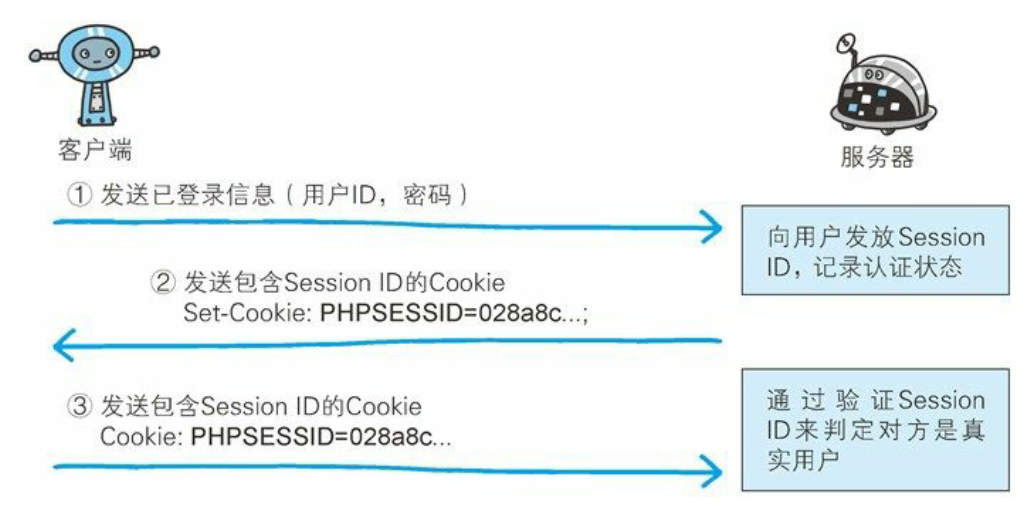 客户端
服务器
① 发送已登录信息（用户ID，密码）
向用户发放Session
ID，记录认证状态
② 发送包含Session ID的Cookie
Set-Cookie: PHPSESSID=028a8c...;
③ 发送包含Session ID的Cookie
Cookie: PHPSESSID=028a8c...
通过验证Session
ID来判定对方是真
实用户